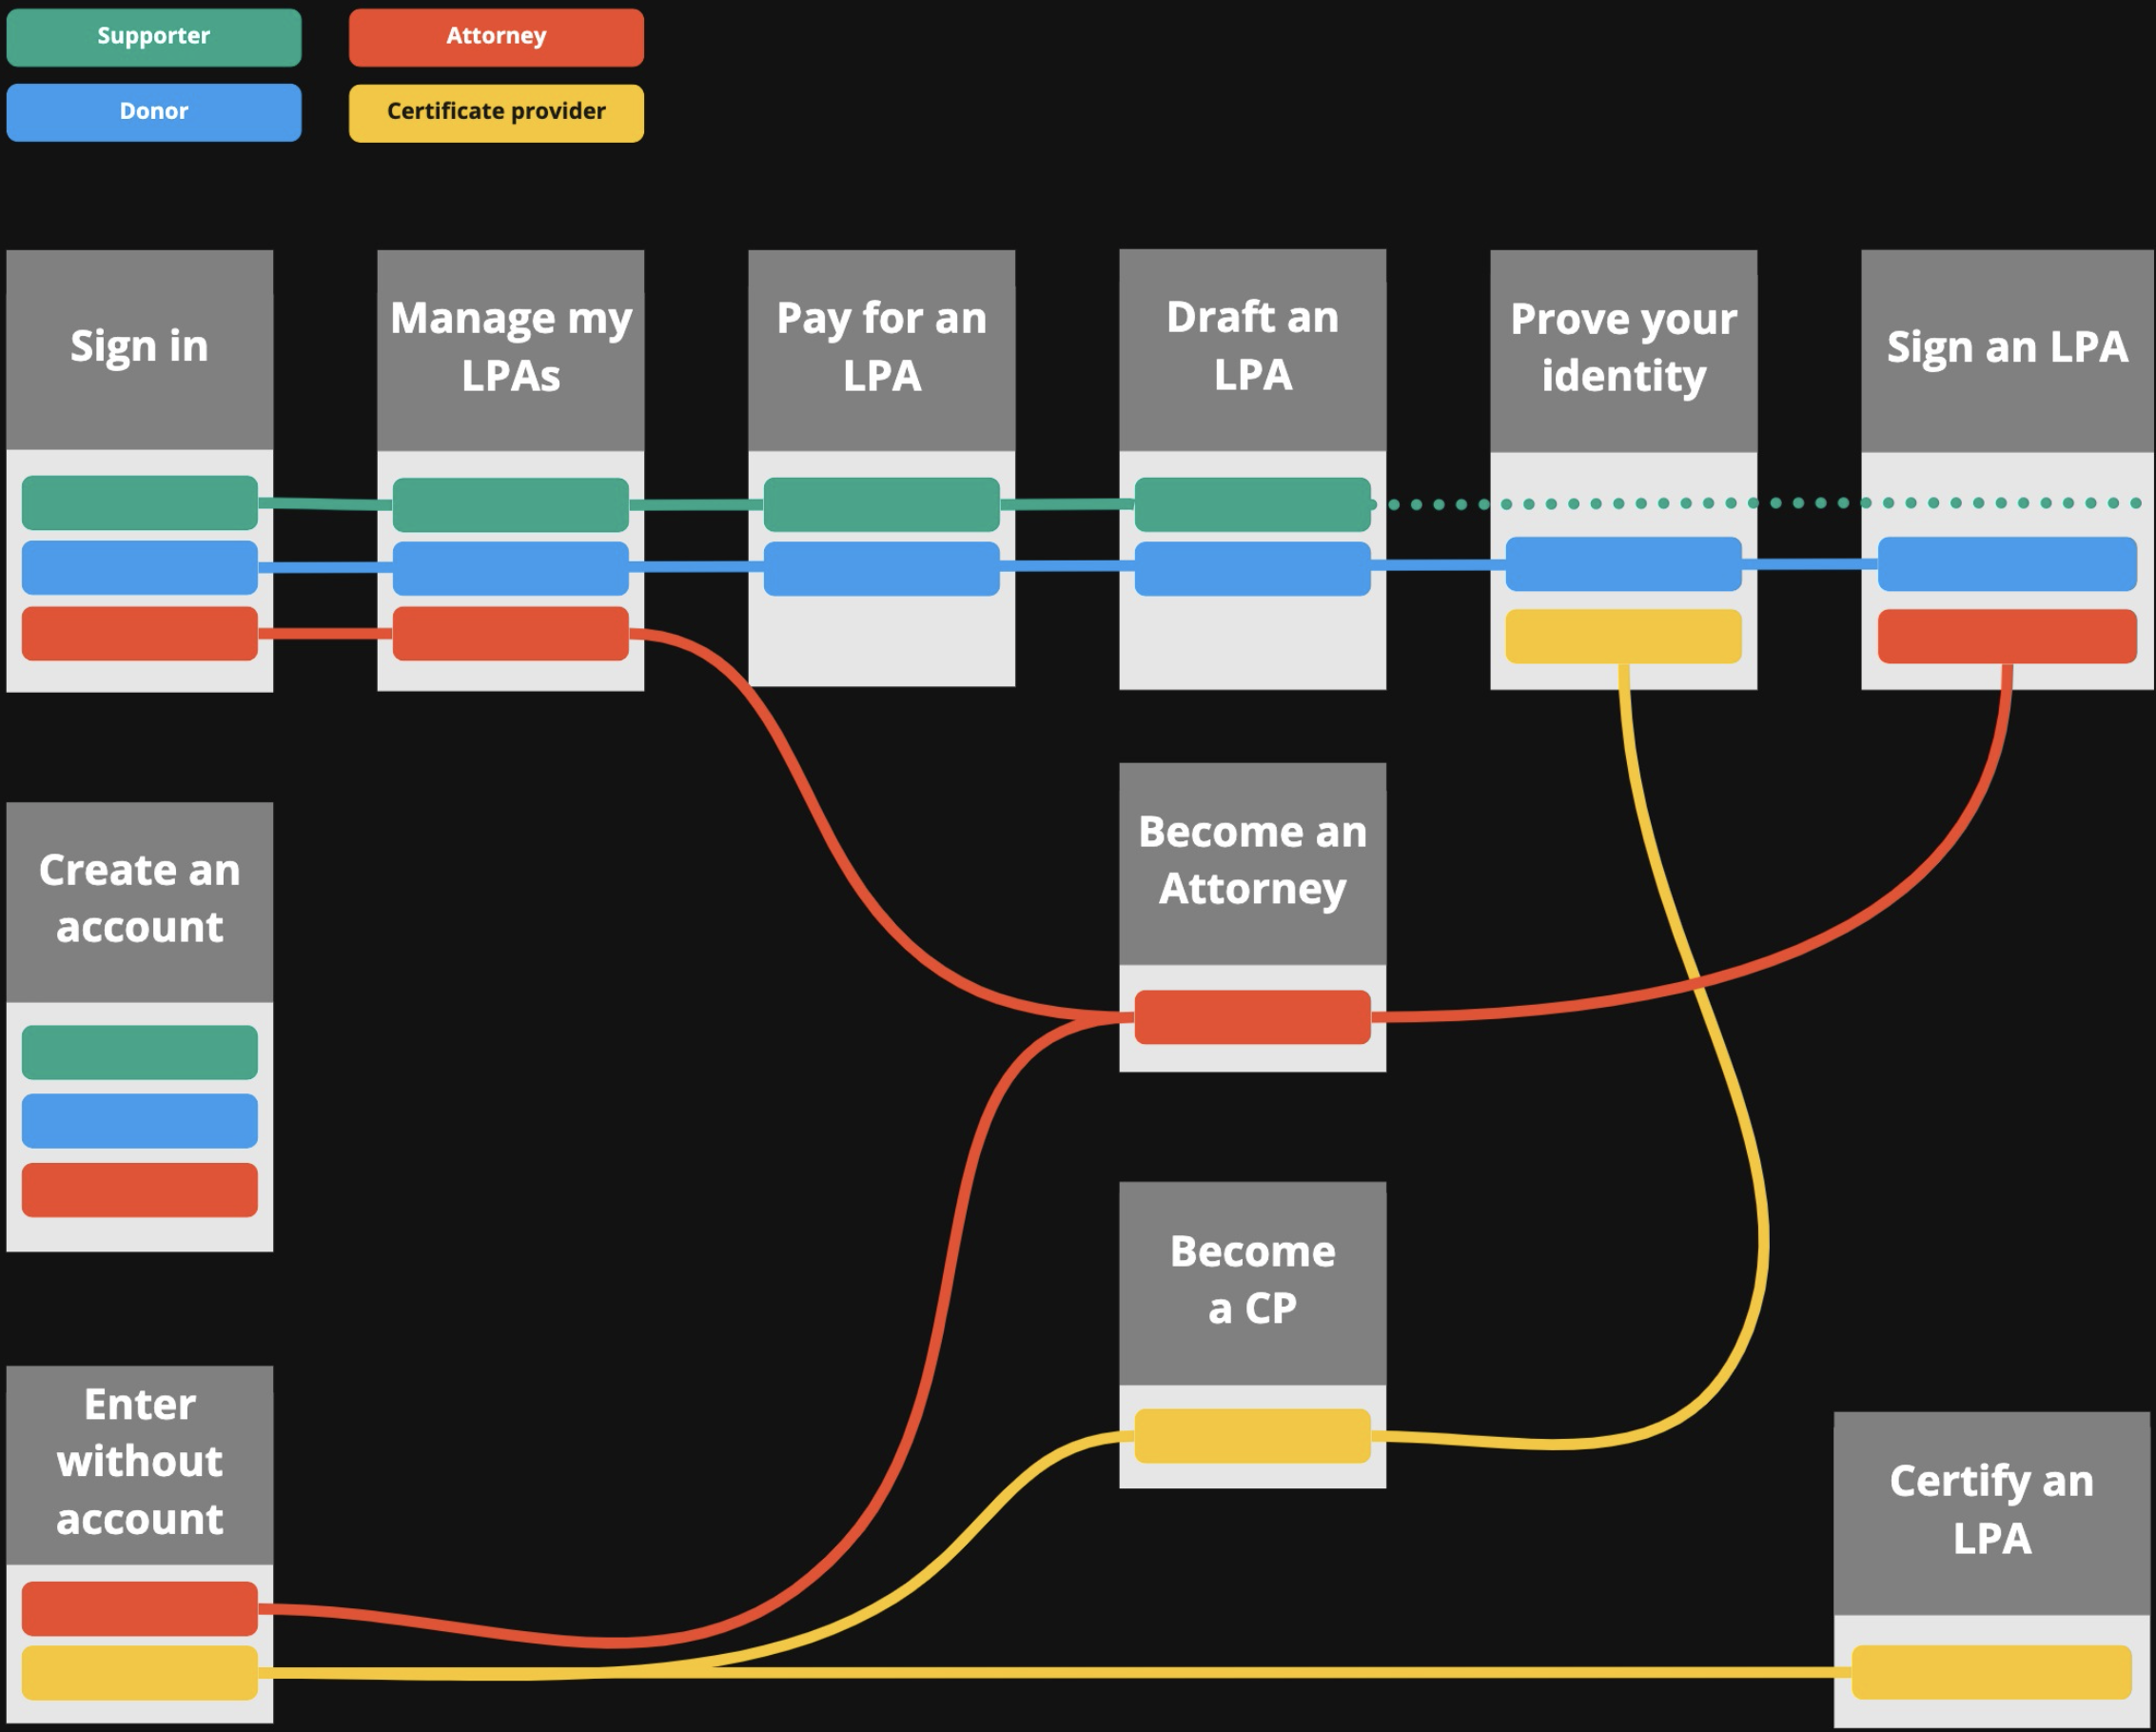 Supporter
Attorney
Donor
Certificate provider
Sign in
Manage my
LPAs
Pay for an
LPA
Draft an
LPA
Prove your
identity
Sign an LPA
Create an
account
Become an
Attorney
Become
a CP
Enter
without
account
Certify an
LPA